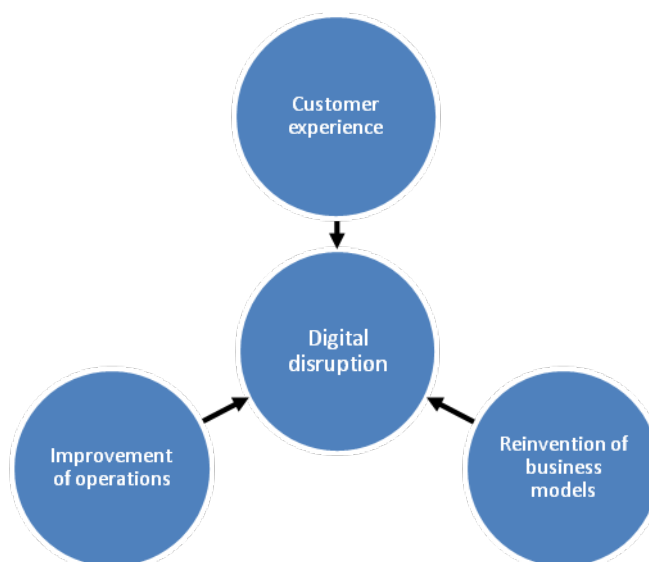 Customer
experience
Digital
disruption
Improvement
of operations
Reinvention of
business
models